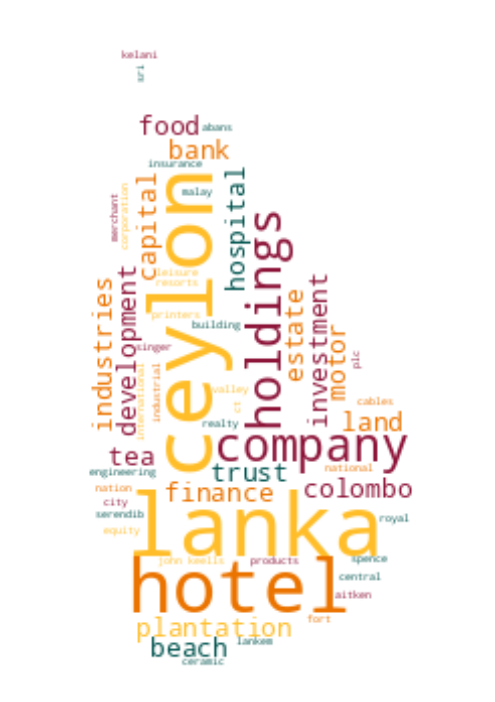 kelani
sri
food
abans
bank
insurance
malay
ceylon
capital
hospital
merchant
corporation
leisure
resorts
holdings
printers
building
development
industries
estate
investment
motor
singer
plc
international
industrial
valley
ct
cables
realty
land
company
tea
trust
national
engineering
nation
finance
colombo
city
serendib
lanka
royal
equity
john keells
products
spence
hotel
central
aitken
fort
plantation
beach
lankem
ceramic